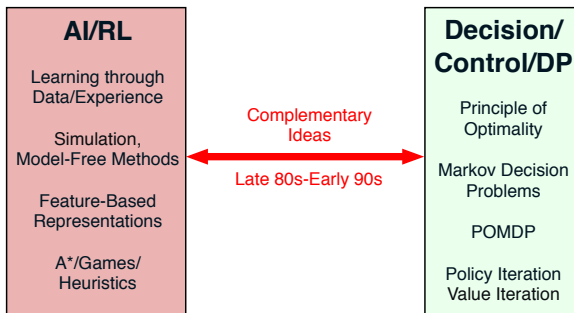 AI/RL
Learning through
Data/Experience
Simulation,
Model-Free Methods
Feature-Based
Representations
A*/Games/
Heuristics
Complementary
Ideas
Late 80s-Early 90s
Decision/
Control/DP
Principle of
Optimality
Markov Decision
Problems
POMDP
Policy Iteration
Value Iteration